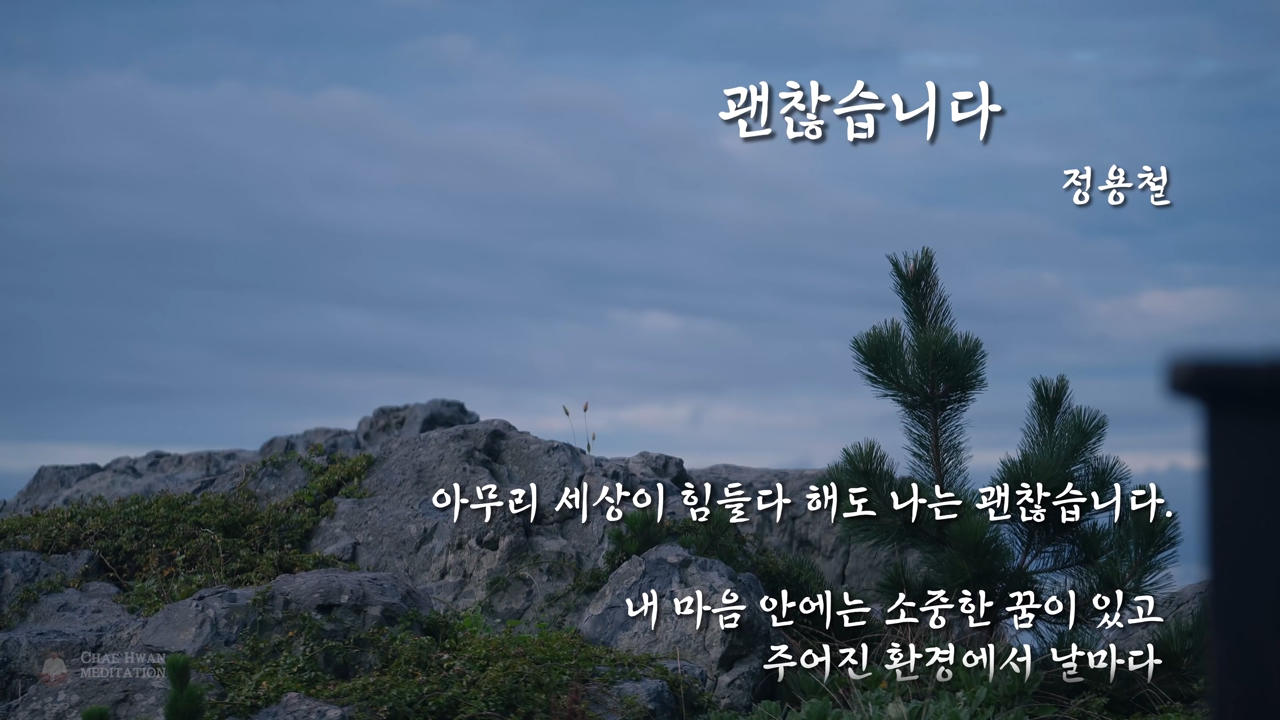 괜찮습니다
정용철
아무리 세상이 힘들다 해도 나는 괜찮습니다.
내 마음 안에는 소중한 꿈이 있고
주어진 환경에서 날마다
CHAE HWAN
MEDITATION